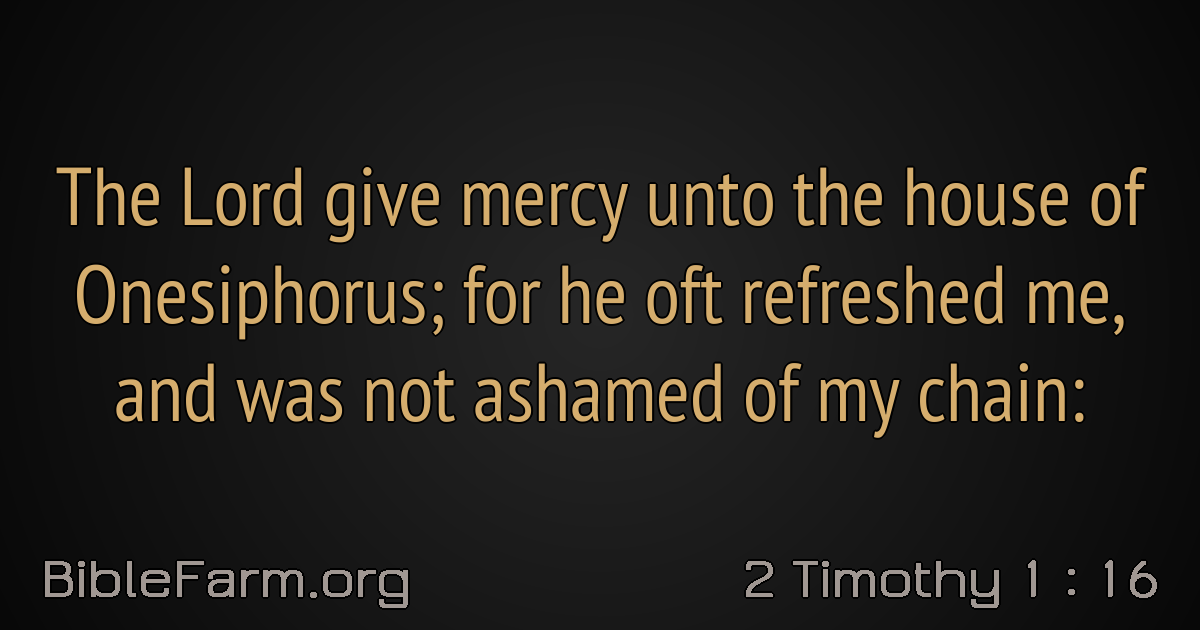 The Lord give mercy unto the house of
Onesiphorus; for he oft refreshed me,
and was not ashamed of my chain:
BibleFarm.org
2 Timothy 1 : 16